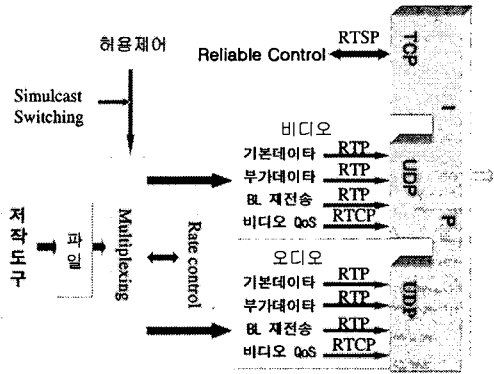 허용제어
RTSP
Reliable Control
TCP
Simulcast
Switching
I
P
비디오
기본데이타 RTP
부가데이타 RTP
BL 재전송 RTP
비디오 QoS RTCP
UDP
저작도구
파일
Multiplexing
Rate control
오디오
기본데이타 RTP
부가데이타 RTP
BL 재전송 RTP
비디오 QoS RTCP
UDP